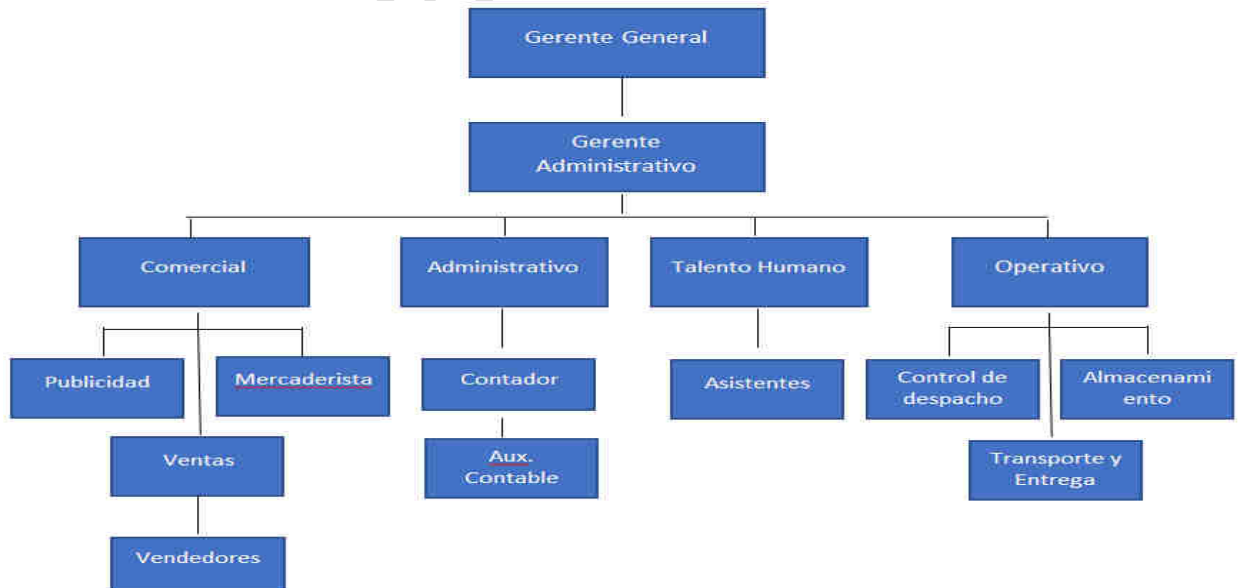 Gerente General
Gerente
Administrativo
Comercial
Administrativo
Talento Humano
Operativo
Publicidad
Mercaderista
Contador
Asistentes
Control de
despacho
Almacenami
ento
Ventas
Aux.
Contable
Transporte y
Entrega
Vendedores